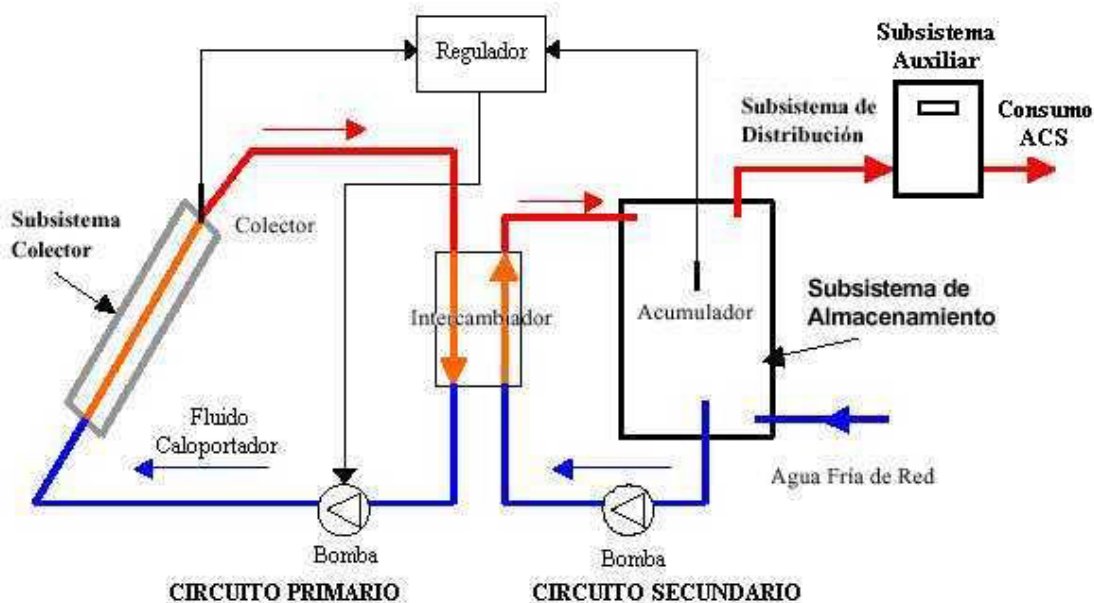 Regulador
Subsistema
Auxiliar
Subsistema de
Distribución
Consumo
ACS
Subsistema
Colector
Colector
Intercambiador
Acumulador
Subsistema de
Almacenamiento
Fluido
Caloportador
Agua Fría de Red
Bomba
Bomba
CIRCUITO PRIMARIO
CIRCUITO SECUNDARIO